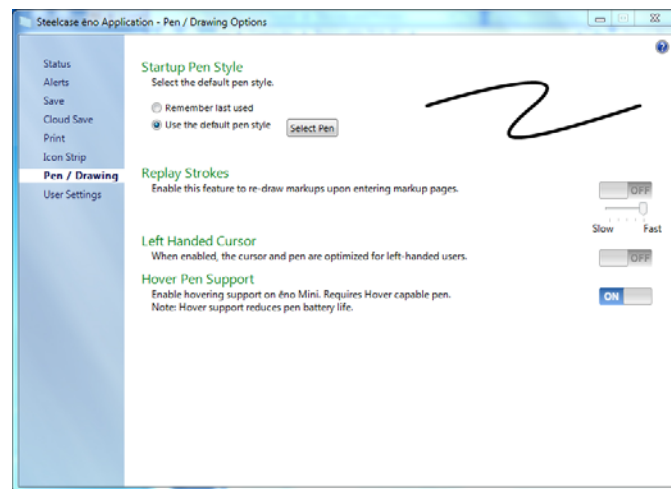 Steelcase ēno Application - Pen / Drawing Options
Status
Alerts
Save
Cloud Save
Print
Icon Strip
Pen / Drawing
User Settings
Startup Pen Style
Select the default pen style.
Remember last used
Use the default pen style
Select Pen
Replay Strokes
Enable this feature to re-draw markups upon entering markup pages.
OFF
Slow Fast
Left Handed Cursor
When enabled, the cursor and pen are optimized for left-handed users.
OFF
Hover Pen Support
Enable hovering support on ēno Mini. Requires Hover capable pen.
Note: Hover support reduces pen battery life.
ON